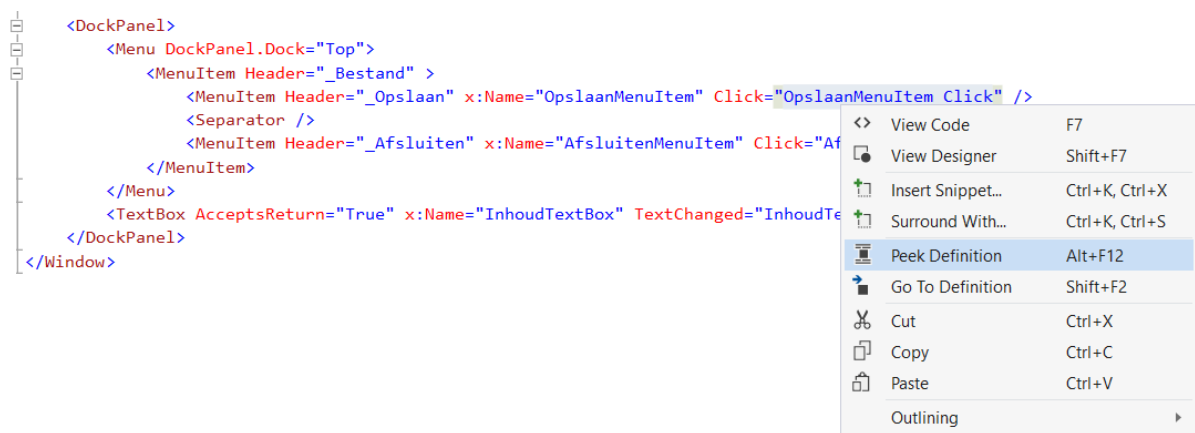 <DockPanel>
<Menu DockPanel.Dock="Top">
<MenuItem Header="_Bestand" >
<MenuItem Header="_Opslaan" x:Name="OpslaanMenuItem" Click="OpslaanMenuItem_Click" />
<Separator />
<MenuItem Header="_Afsluiten" x:Name="AfsluitenMenuItem" Click="Af
</MenuItem>
</Menu>
<TextBox AcceptsReturn="True" x:Name="InhoudTextBox" TextChanged="InhoudTe
</DockPanel>
</Window>
View Code F7
View Designer Shift+F7
Insert Snippet... Ctrl+K, Ctrl+X
Surround With... Ctrl+K, Ctrl+S
Peek Definition Alt+F12
Go To Definition Shift+F2
Cut Ctrl+X
Copy Ctrl+C
Paste Ctrl+V
Outlining